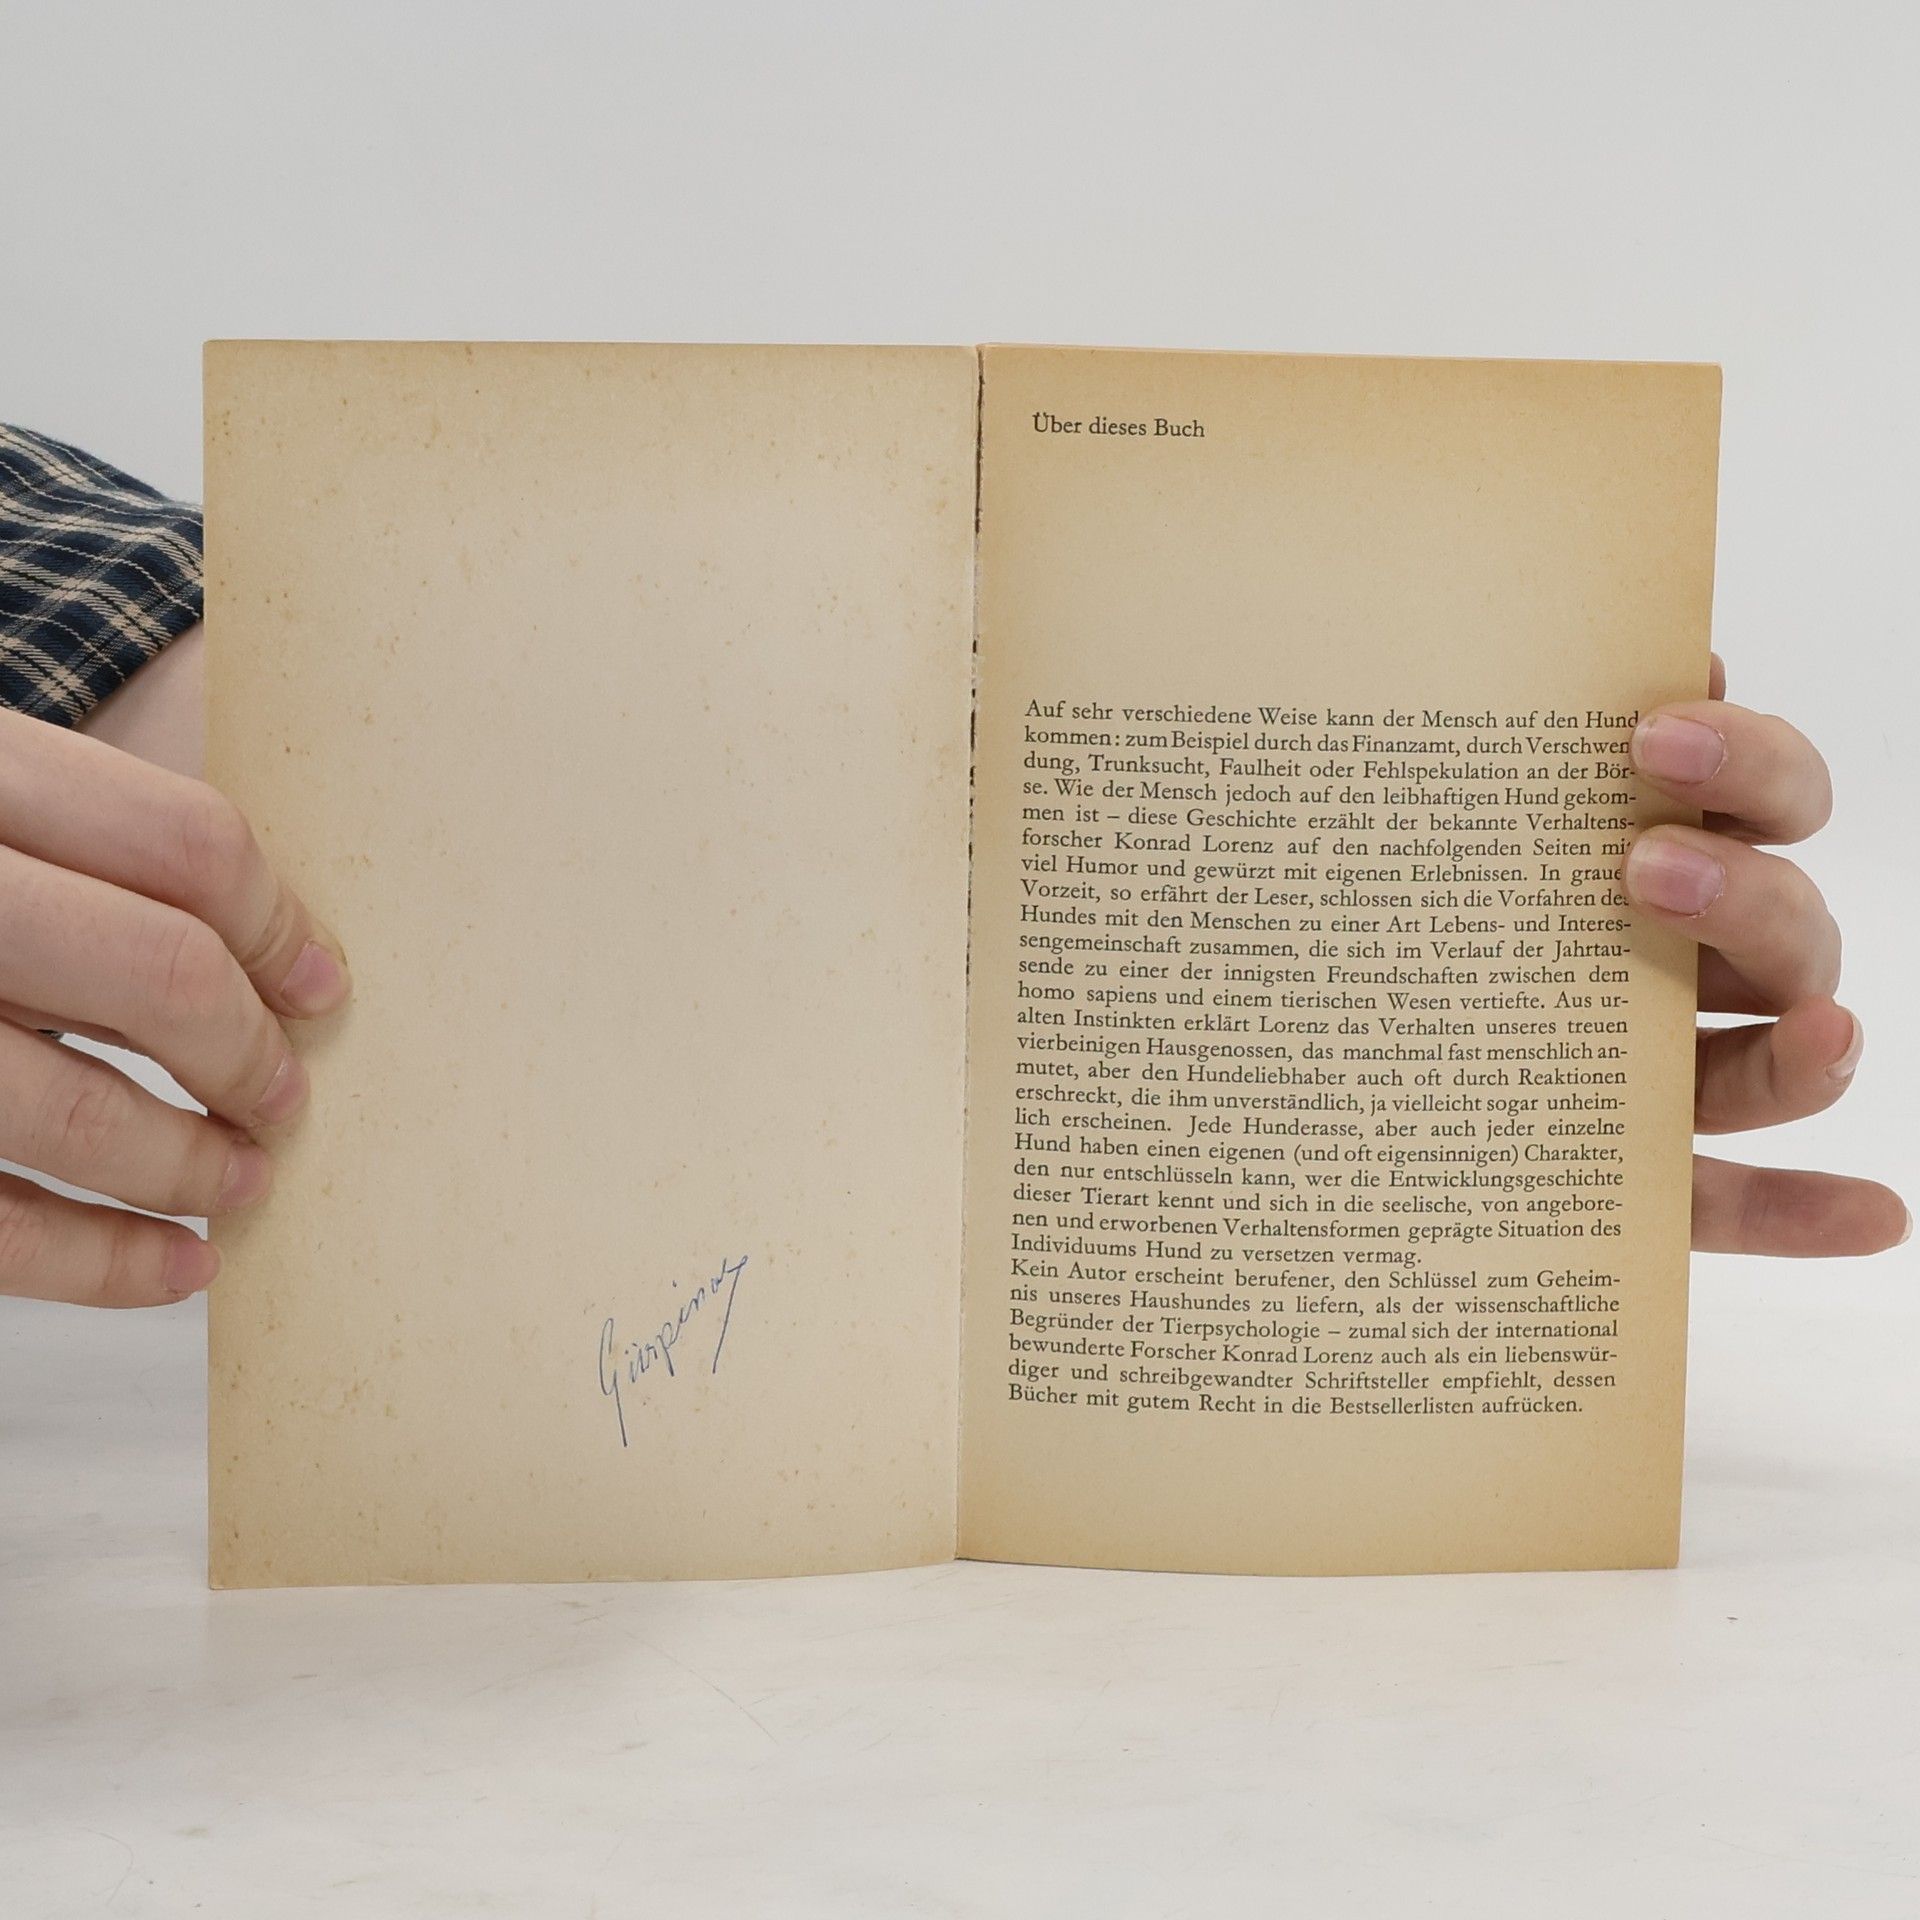 Gürpinar
Über dieses Buch
Auf sehr verschiedene Weise kann der Mensch auf den Hund
kommen: zum Beispiel durch das Finanzamt, durch Verschwen
dung, Trunksucht, Faulheit oder Fehlspekulation an der Bör-
se. Wie der Mensch jedoch auf den leibhaftigen Hund gekom-
men ist – diese Geschichte erzählt der bekannte Verhaltens-
forscher Konrad Lorenz auf den nachfolgenden Seiten mit
viel Humor und gewürzt mit eigenen Erlebnissen. In graue
Vorzeit, so erfährt der Leser, schlossen sich die Vorfahren des
Hundes mit den Menschen zu einer Art Lebens- und Interes-
sengemeinschaft zusammen, die sich im Verlauf der Jahrtau-
sende zu einer der innigsten Freundschaften zwischen dem
homo sapiens und einem tierischen Wesen vertiefte. Aus ur-
alten Instinkten erklärt Lorenz das Verhalten unseres treuen
vierbeinigen Hausgenossen, das manchmal fast menschlich an-
mutet, aber den Hundeliebhaber auch oft durch Reaktionen
erschreckt, die ihm unverständlich, ja vielleicht sogar unheim-
lich erscheinen. Jede Hunderasse, aber auch jeder einzelne
Hund haben einen eigenen (und oft eigensinnigen) Charakter,
den nur entschlüsseln kann, wer die Entwicklungsgeschichte
dieser Tierart kennt und sich in die seelische, von angebore-
nen und erworbenen Verhaltensformen geprägte Situation des
Individuums Hund zu versetzen vermag.
Kein Autor erscheint berufener, den Schlüssel zum Geheim-
nis unseres Haushundes zu liefern, als der wissenschaftliche
Begründer der Tierpsychologie – zumal sich der international
bewunderte Forscher Konrad Lorenz auch als ein liebenswür-
diger und schreibgewandter Schriftsteller empfiehlt, dessen
Bücher mit gutem Recht in die Bestsellerlisten aufrücken.